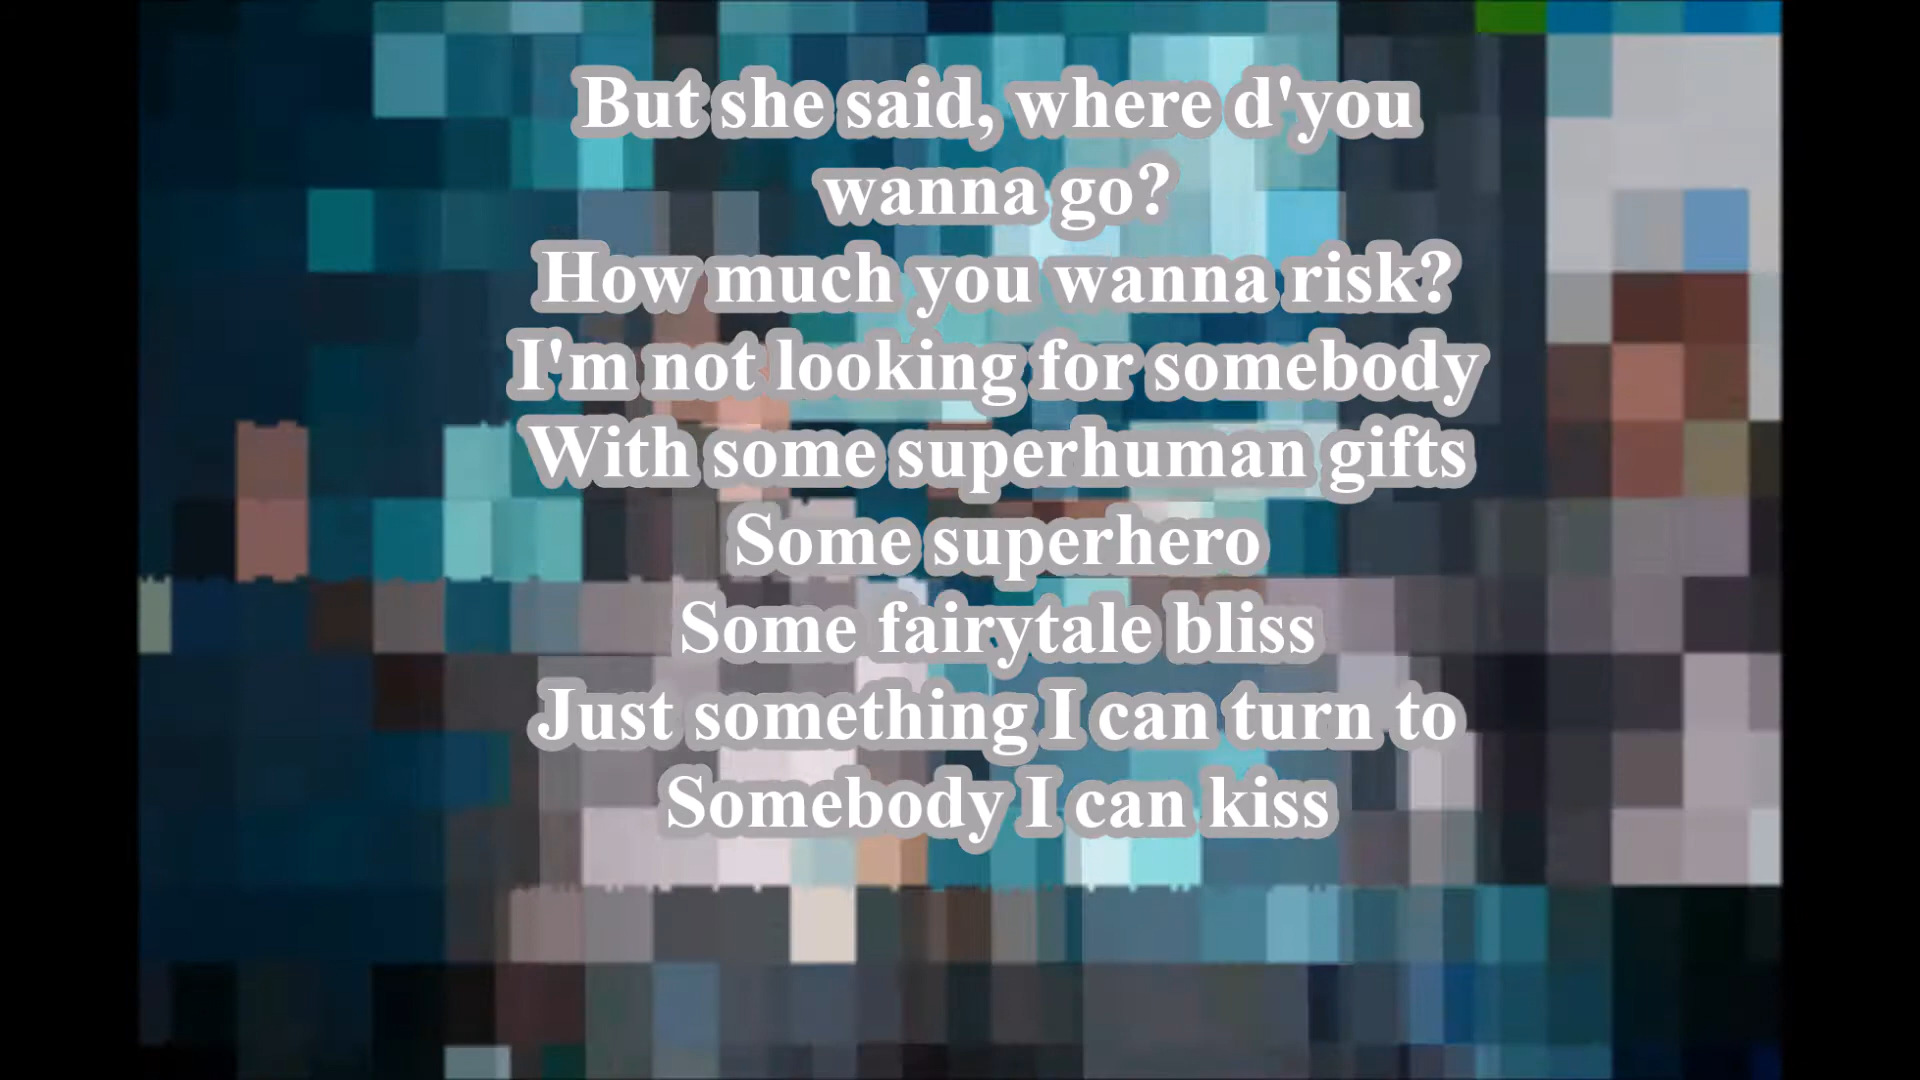 But she said, where d'you
wanna go?
How much you wanna risk?
I'm not looking for somebody
With some superhuman gifts
Some superhero
Some fairytale bliss
Just something I can turn to
Somebody I can kiss